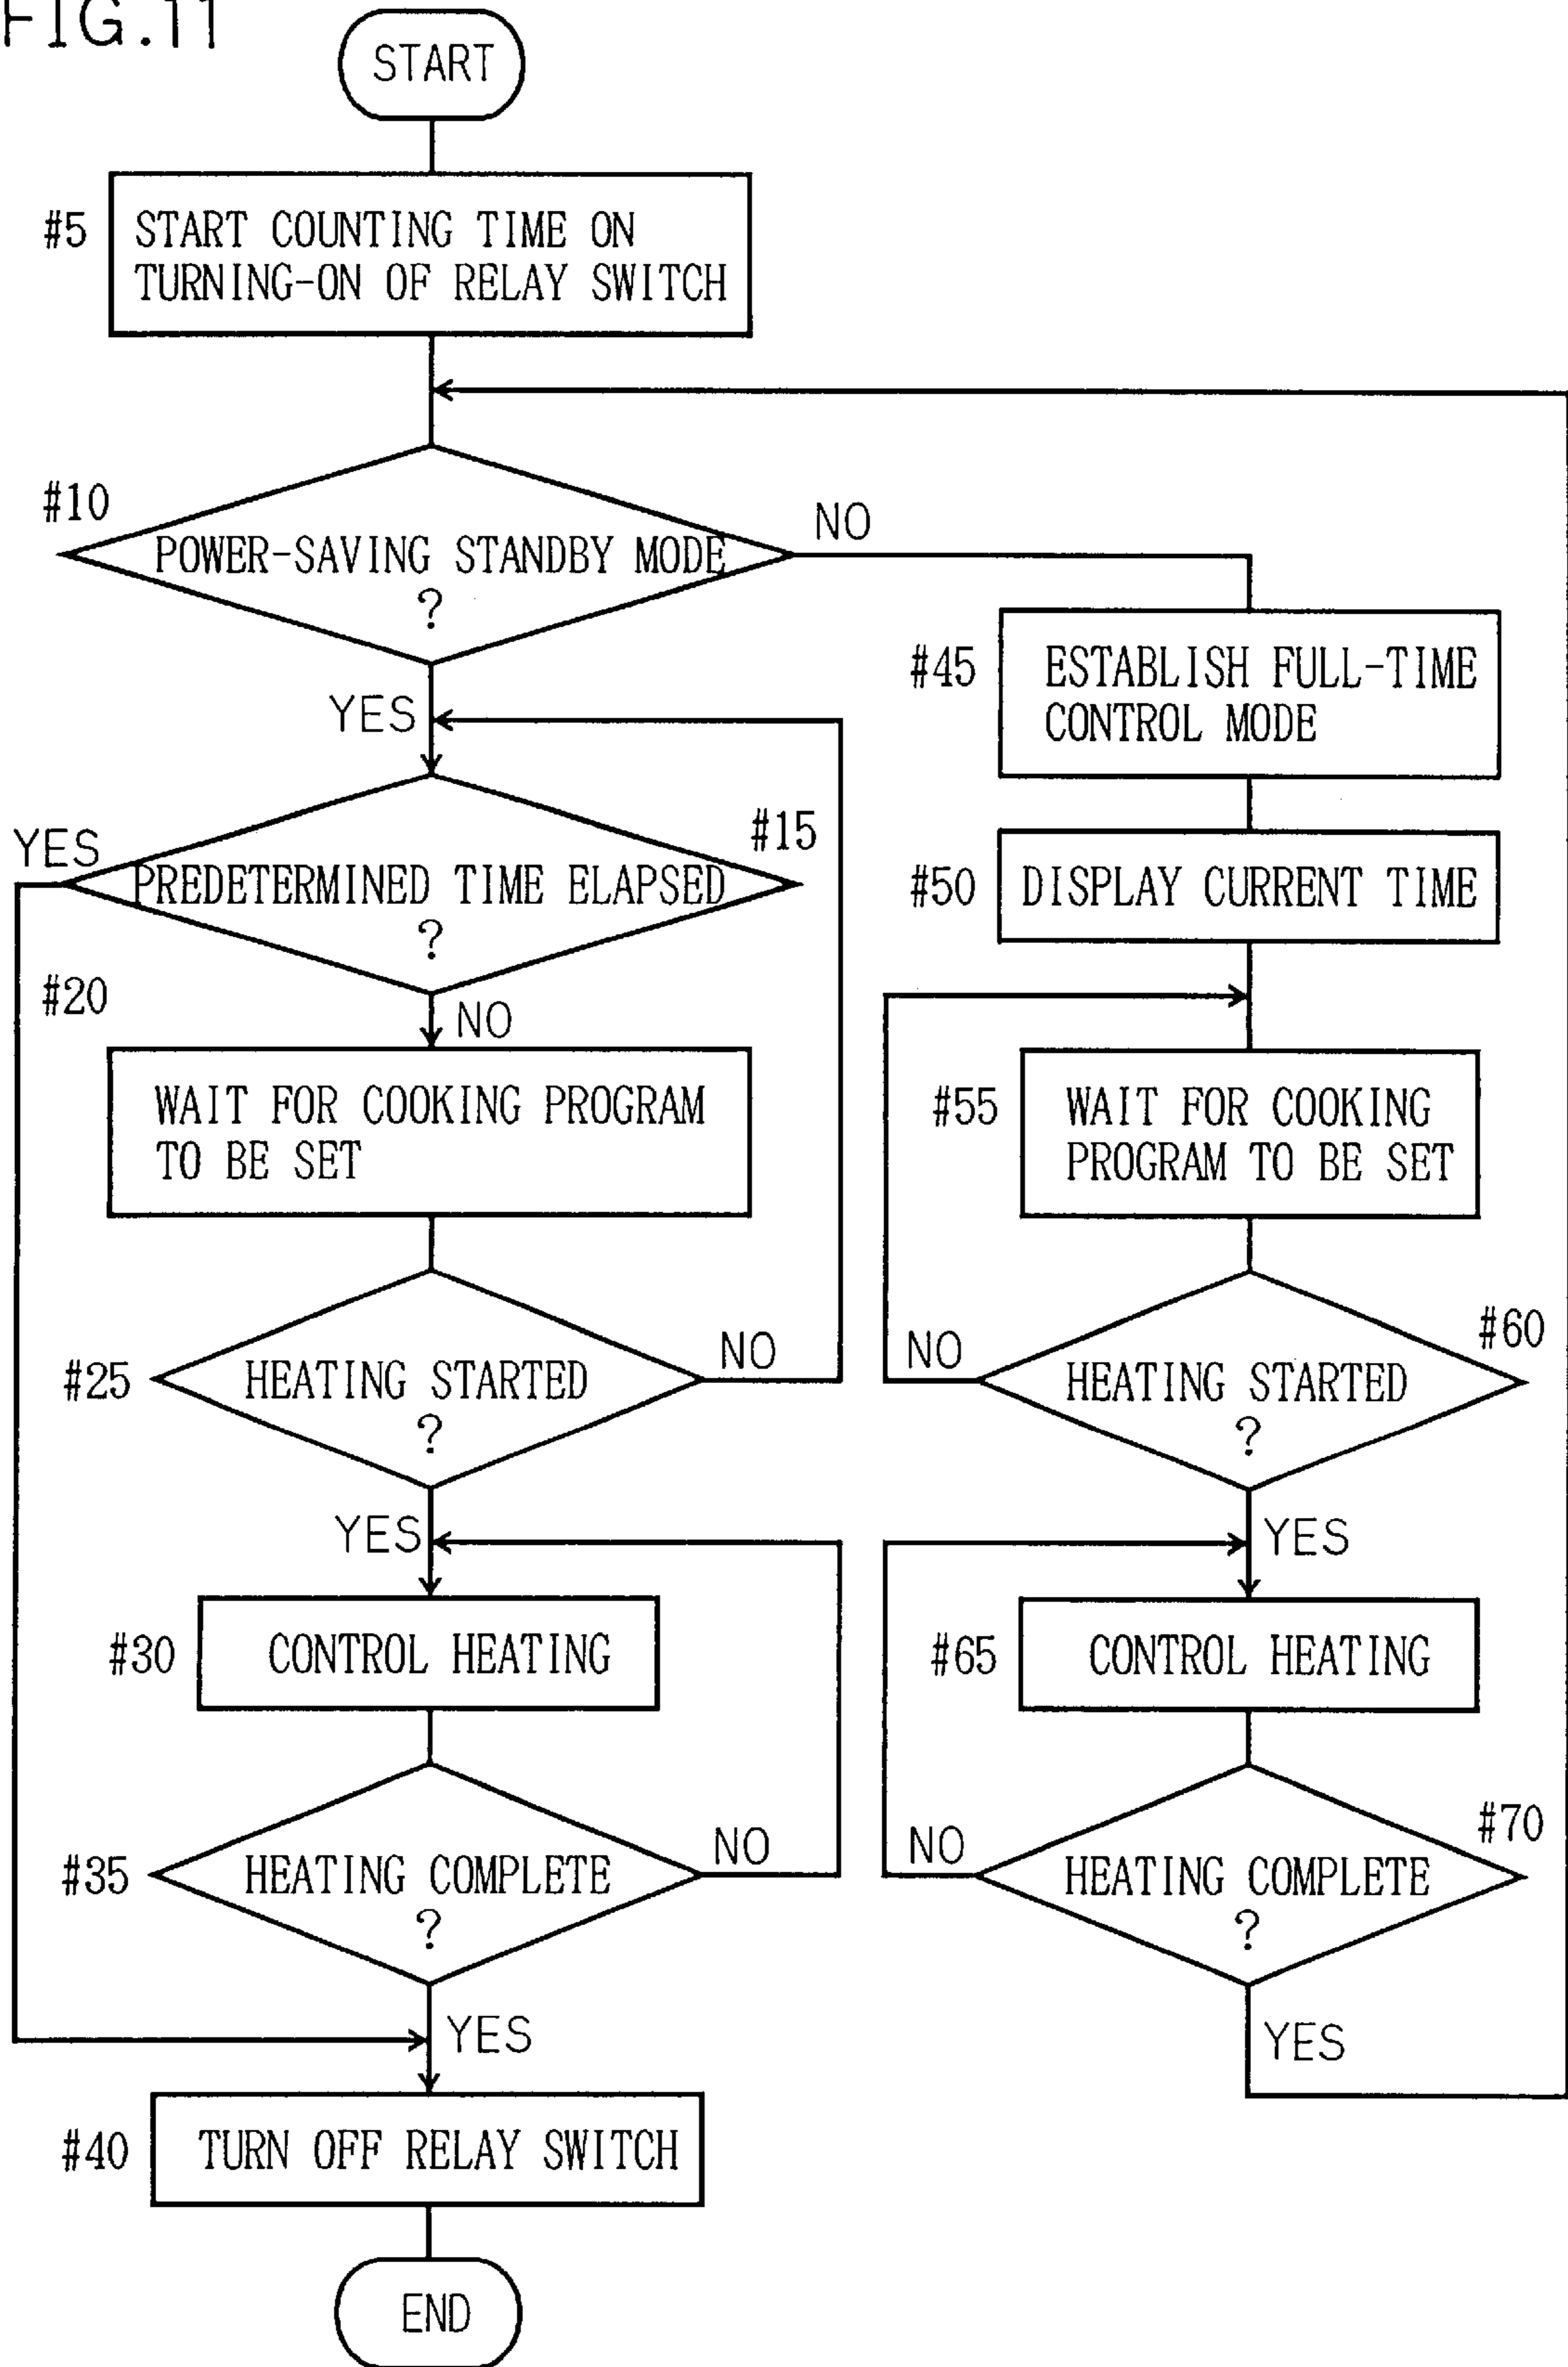 FIG.11
START
#5
START COUNTING TIME ON
TURNING-ON OF RELAY SWITCH
#10
POWER-SAVING STANDBY MODE
?
NO
YES
#15
PREDETERMINED TIME ELAPSED
?
YES
NO
#20
WAIT FOR COOKING PROGRAM
TO BE SET
#25
HEATING STARTED
?
NO
YES
#30
CONTROL HEATING
#35
HEATING COMPLETE
?
NO
YES
#40
TURN OFF RELAY SWITCH
END
#45
ESTABLISH FULL-TIME
CONTROL MODE
#50
DISPLAY CURRENT TIME
#55
WAIT FOR COOKING
PROGRAM TO BE SET
#60
HEATING STARTED
?
NO
YES
#65
CONTROL HEATING
#70
HEATING COMPLETE
?
NO
YES